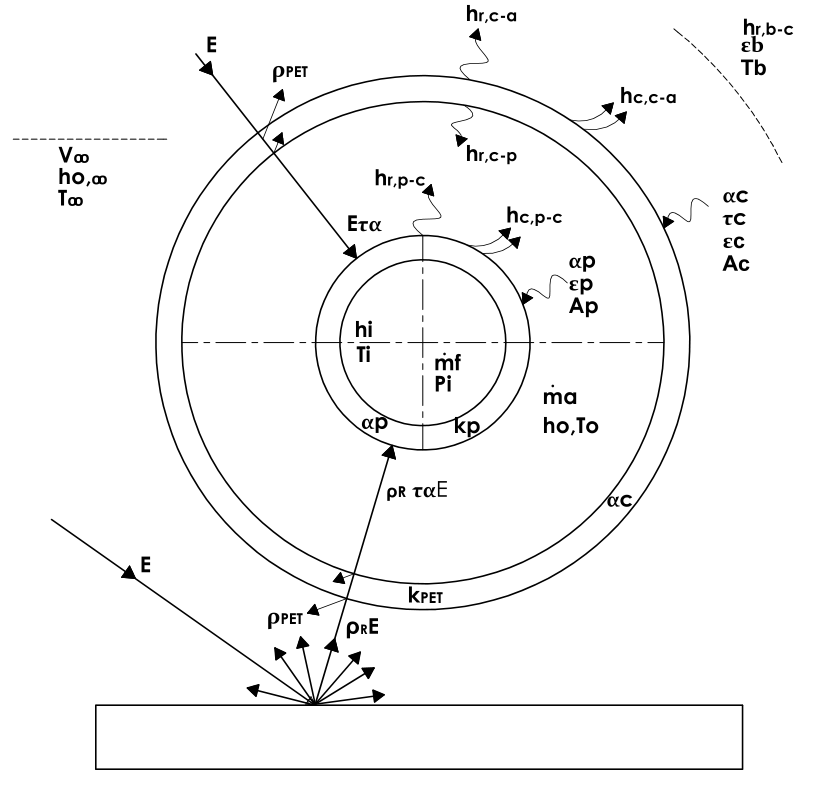 hr,c-a
E
ρPET
hr,b-c
εb
Tb
hc,c-a
V∞
ho,∞
T∞
hr,c-p
hr,p-c
Eτα
hc,p-c
αc
τc
εc
Ac
αp
εp
Ap
hi
Ti
ṁf
Pi
ṁa
ho,To
αp
kp
ρR ταE
αc
E
kPET
ρPET
ρRE